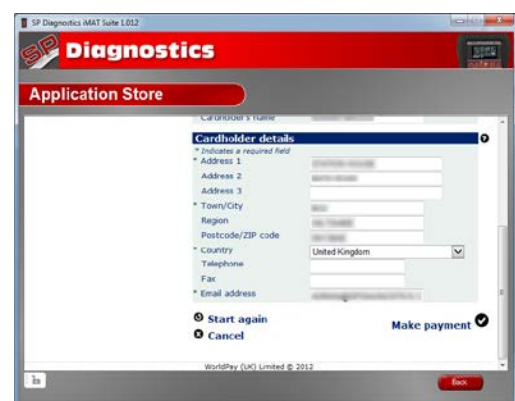 SP Diagnostics iMAT Suite 1.012
SP Diagnostics
Application Store
Cardholder's name
Cardholder details
* Indicates a required field
* Address 1
Address 2
Address 3
* Town/City
Region
Postcode/ZIP code
* Country United Kingdom
Telephone
Fax
* Email address
Start again
Make payment
Cancel
WorldPay (UK) Limited © 2012
Back